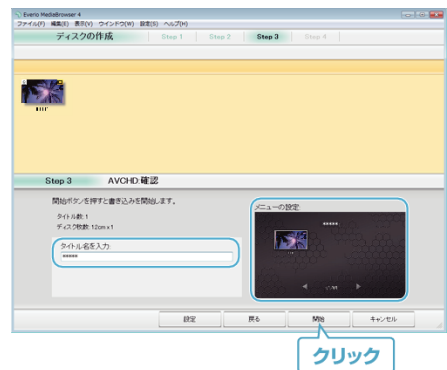 Everio MediaBrowser 4
ファイル(F) 編集(E) 表示(V) ウインドウ(W) 設定(S) ヘルプ(H)
ディスクの作成 Step 1 Step 2 Step 3 Step 4
Step 3 AVCHD:確認
開始ボタンを押すと書き込みを開始します。
タイトル数: 1
ディスク枚数: 12cm x 1
タイトル名を入力:
*****
メニューの設定:
*****
設定 戻る 開始 キャンセル
クリック